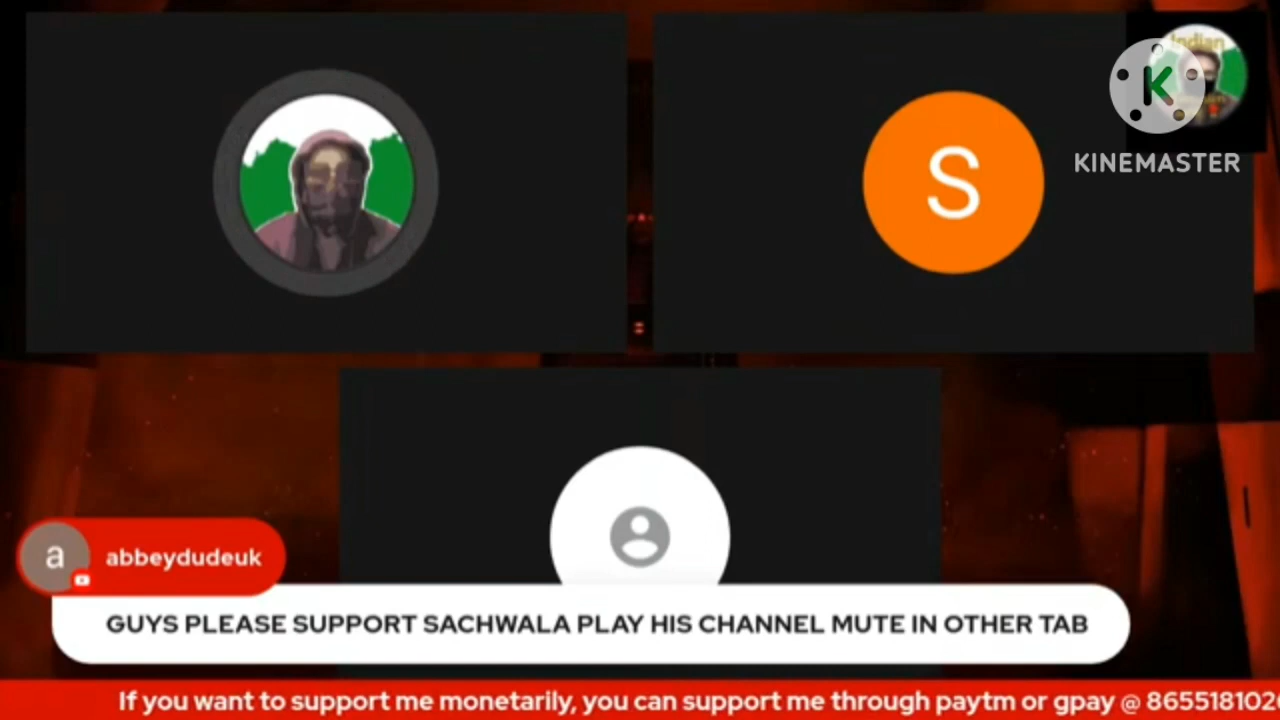 Indian
S
KINEMASTER
a
abbeydudeuk
GUYS PLEASE SUPPORT SACHWALA PLAY HIS CHANNEL MUTE IN OTHER TAB
If you want to support me monetarily, you can support me through paytm or gpay @ 865518102